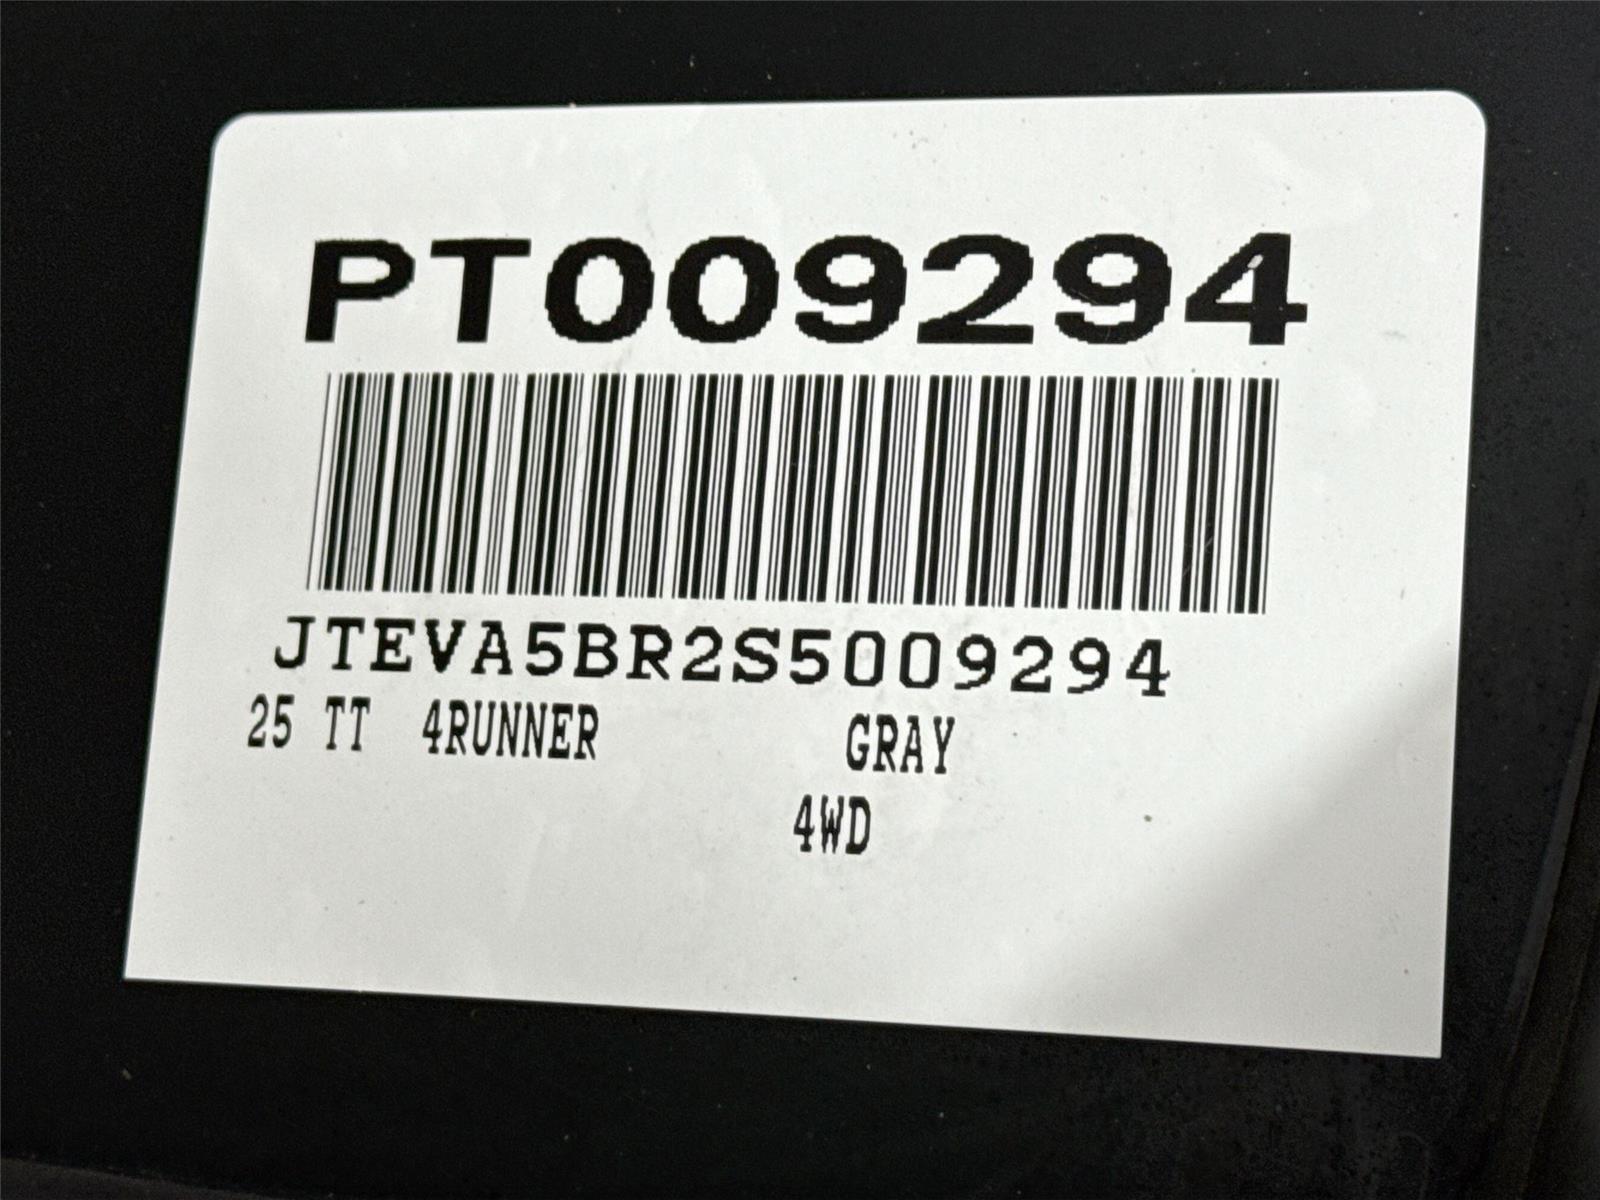 PT009294
JTEVA5BR2S5009294
25 TT 4RUNNER GRAY
4WD